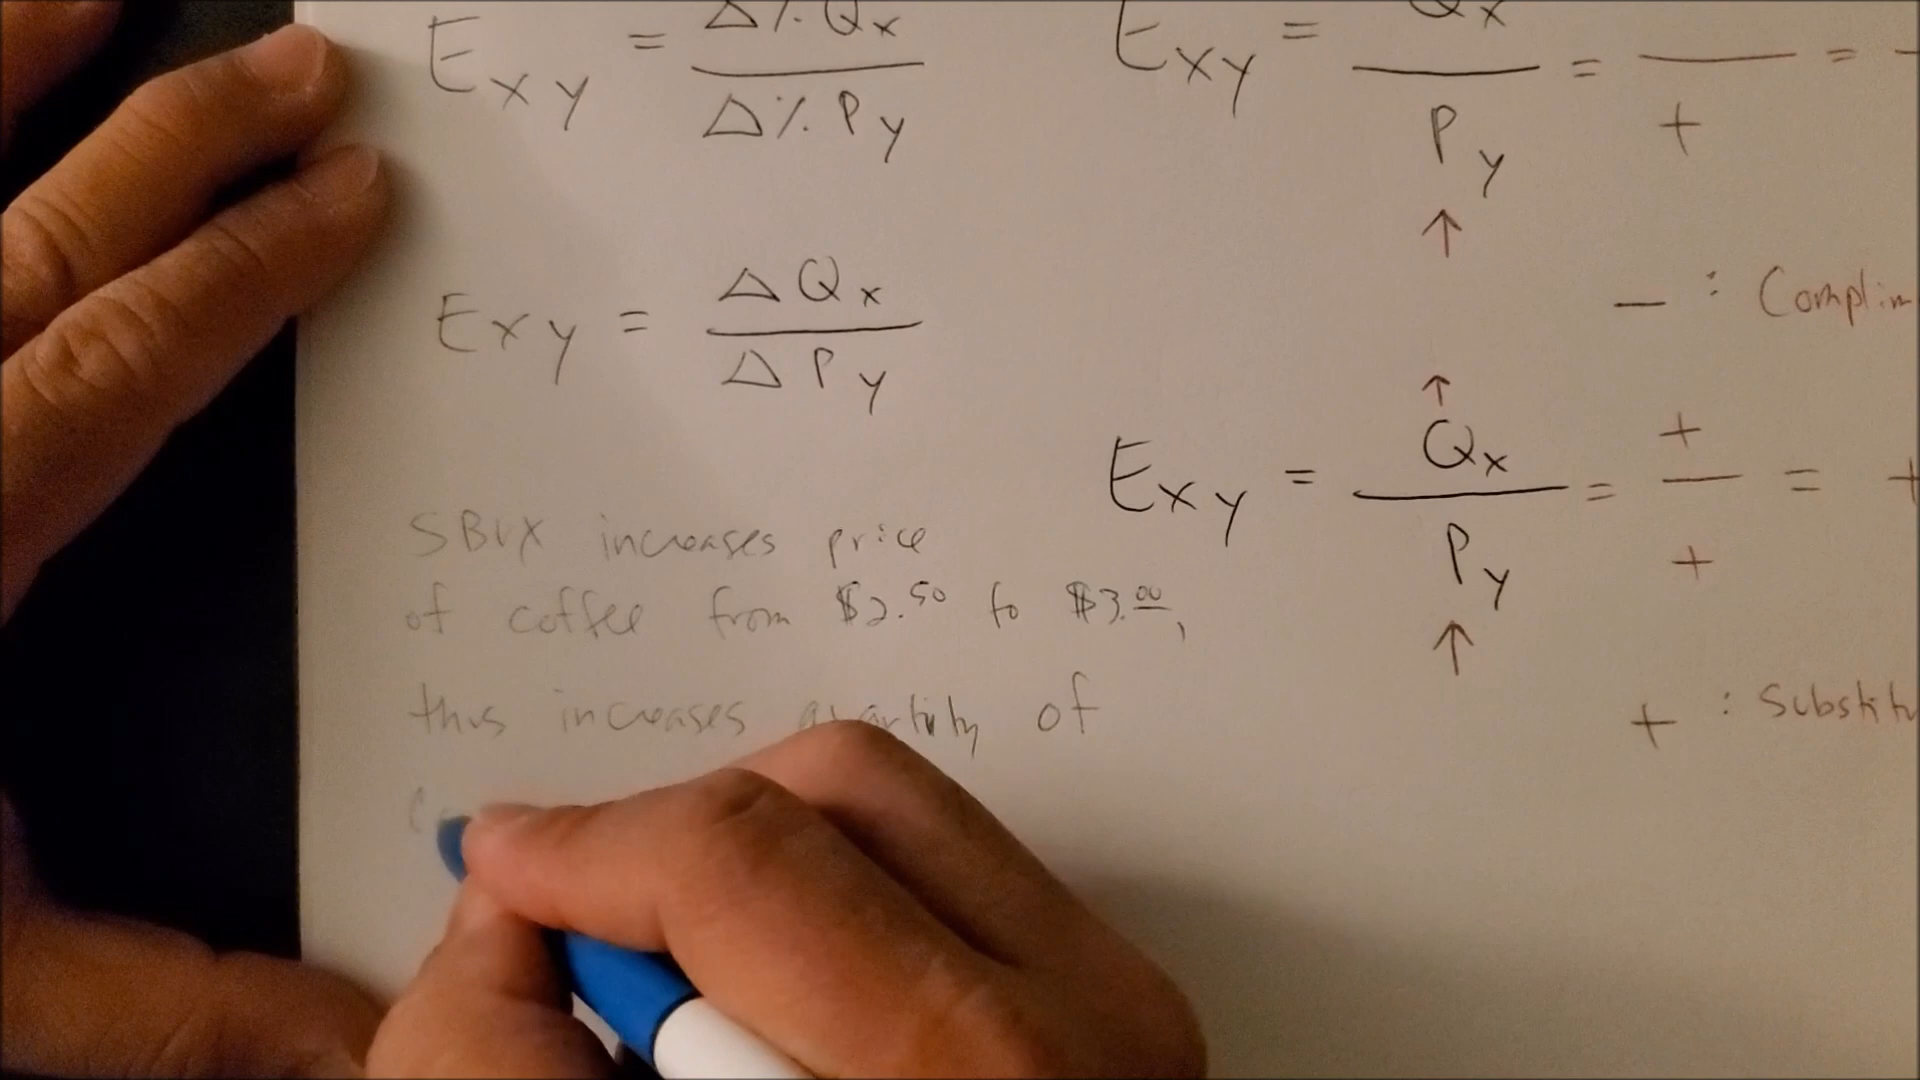 Exy = Δ% Qx / Δ% Py
Exy = Qx / Py = — / + = -
↑
Exy = ΔQx / ΔPy
— : Complim
↑
Exy = Qx / Py = + / + = +
↑
SBUX increases price
of coffee from $2.50 to $3.00,
thus increases quantity of
+ : Substitu